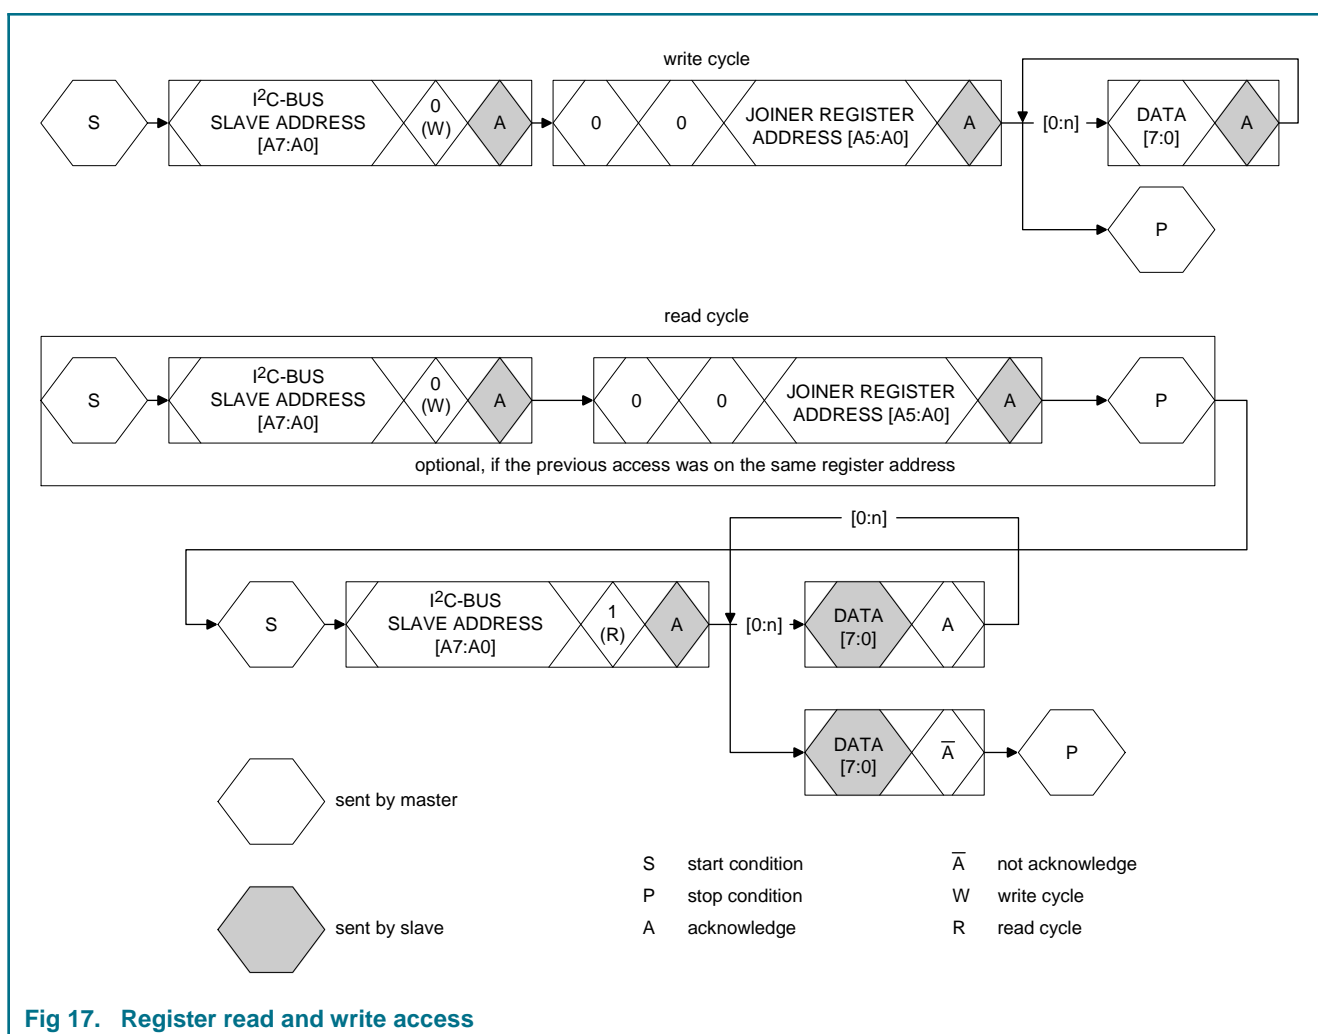 write cycle
S
I2C-BUS
SLAVE ADDRESS
[A7:A0]
0
(W)
A
0
0
JOINER REGISTER
ADDRESS [A5:A0]
A
[0:n]
DATA
[7:0]
A
P
read cycle
S
I2C-BUS
SLAVE ADDRESS
[A7:A0]
0
(W)
A
0
0
JOINER REGISTER
ADDRESS [A5:A0]
A
P
optional, if the previous access was on the same register address
[0:n]
S
I2C-BUS
SLAVE ADDRESS
[A7:A0]
1
(R)
A
[0:n]
DATA
[7:0]
A
DATA
[7:0]
A̅
P
sent by master
sent by slave
S start condition
P stop condition
A acknowledge
A̅ not acknowledge
W write cycle
R read cycle
Fig 17. Register read and write access